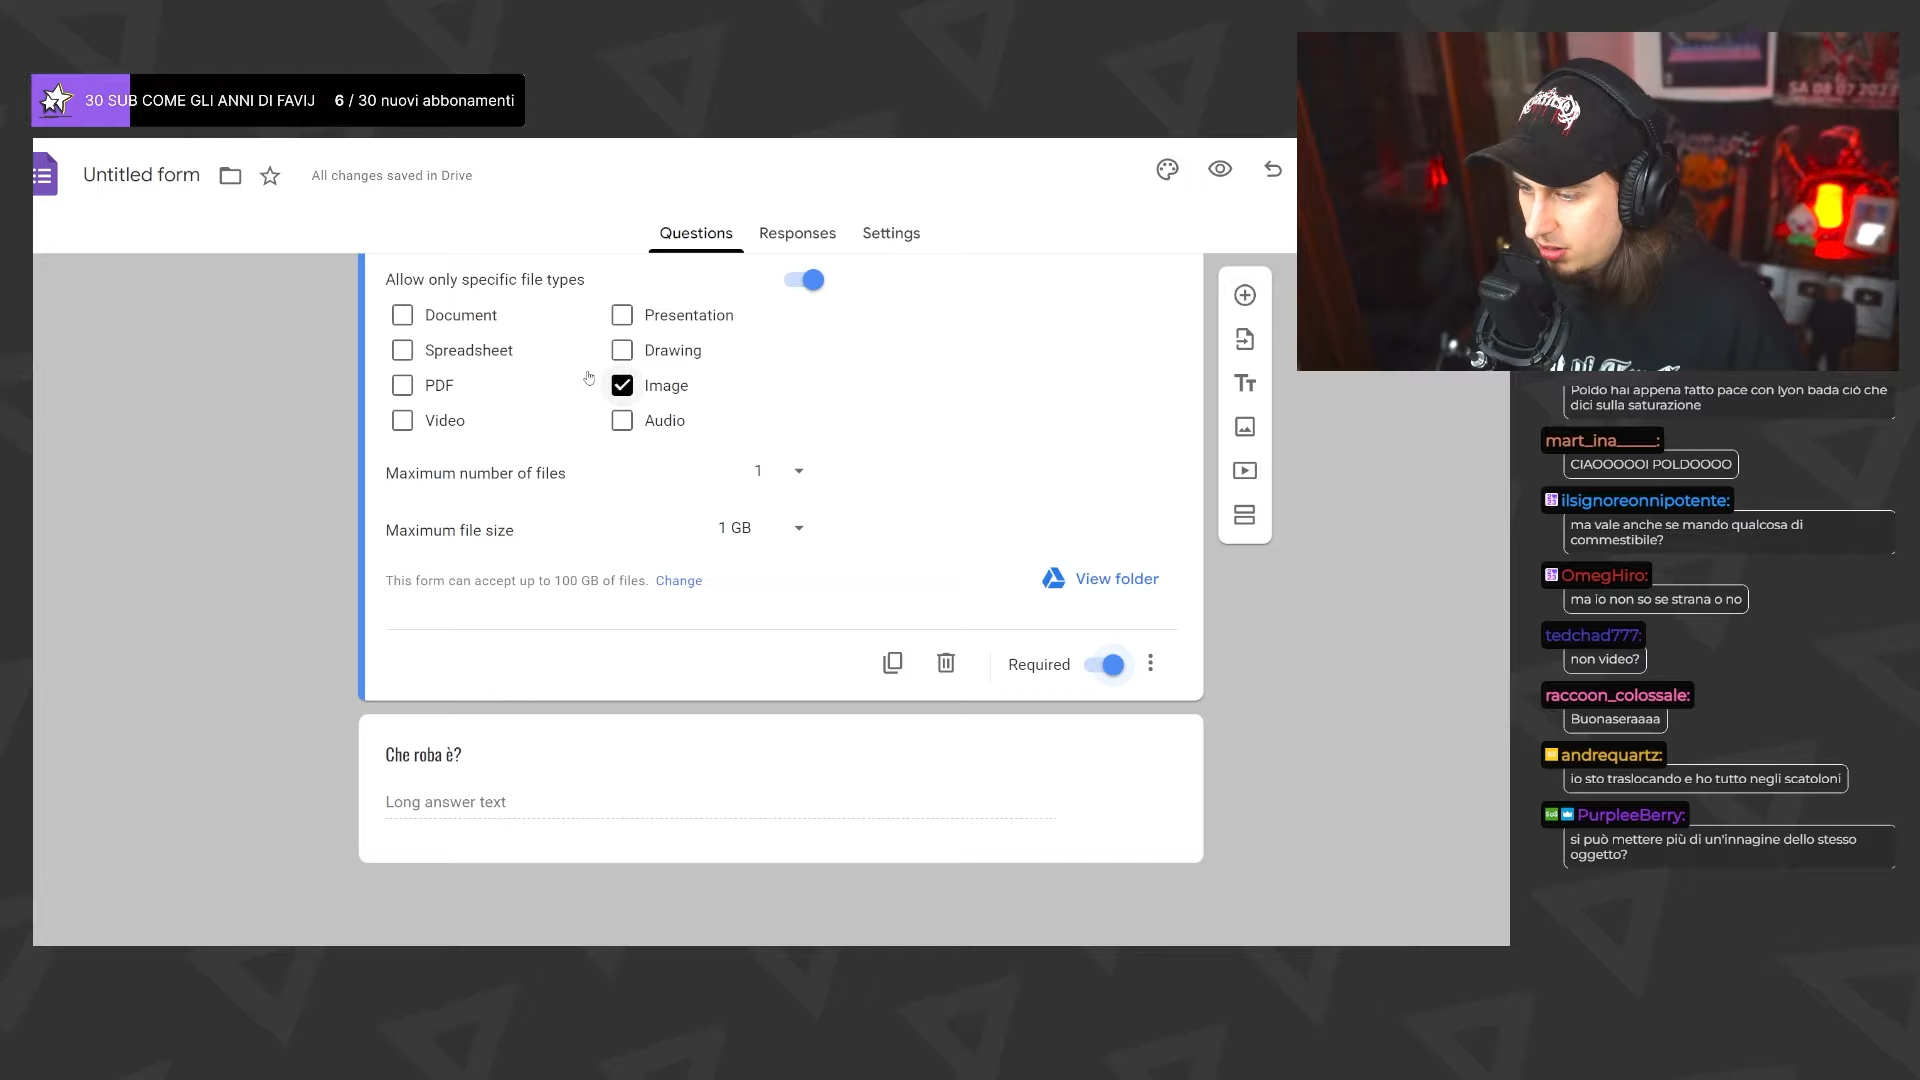 30 SUB COME GLI ANNI DI FAVIJ 6 / 30 nuovi abbonamenti
Untitled form
All changes saved in Drive
Questions Responses Settings
Allow only specific file types
Document Presentation
Spreadsheet Drawing
PDF Image
Video Audio
Maximum number of files 1
Maximum file size 1 GB
This form can accept up to 100 GB of files. Change
View folder
Required
Che roba è?
Long answer text
SA 08 07 202
Poldo hai appena fatto pace con lyon bada ciò che
dici sulla saturazione
mart_ina_____:
CIAOOOOOI POLDOOOO
ilsignoreonnipotente:
ma vale anche se mando qualcosa di
commestibile?
OmegHiro:
ma io non so se strana o no
tedchad777:
non video?
raccoon_colossale:
Buonaseraaaa
andrequartz:
io sto traslocando e ho tutto negli scatoloni
PurpleeBerry:
si può mettere più di un'innagine dello stesso
oggetto?